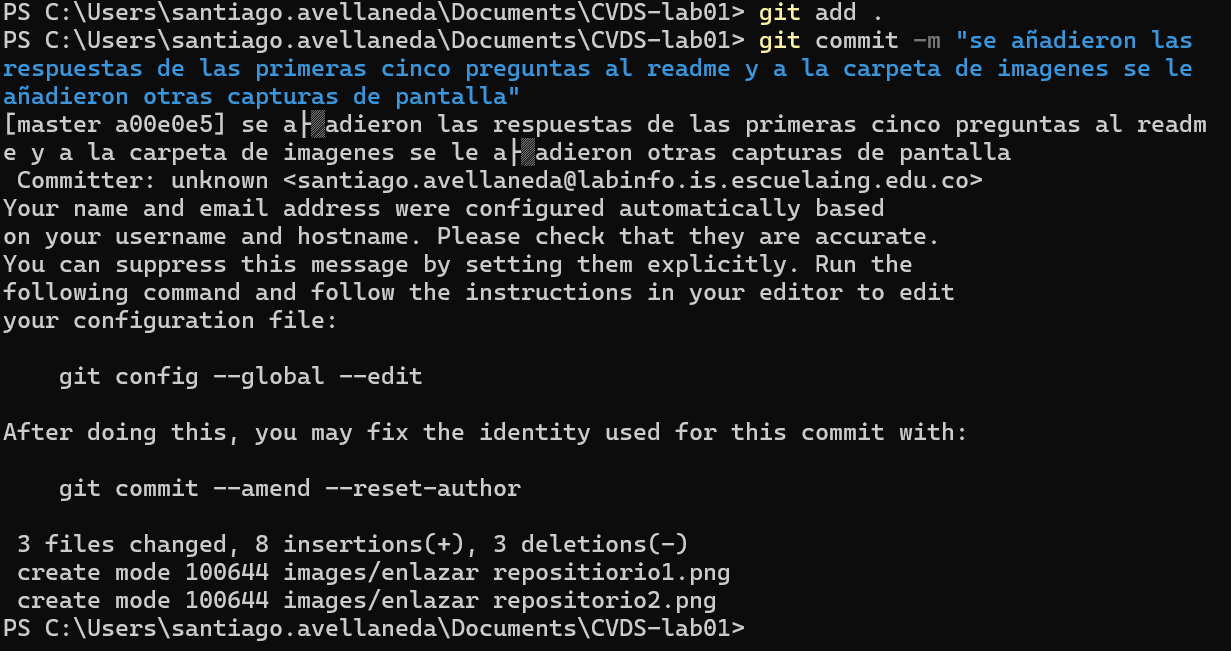 PS C:\Users\santiago.avellaneda\Documents\CVDS-lab01> git add .
PS C:\Users\santiago.avellaneda\Documents\CVDS-lab01> git commit -m "se añadieron las
respuestas de las primeras cinco preguntas al readme y a la carpeta de imagenes se le
añadieron otras capturas de pantalla"
[master a00e0e5] se a├▒adieron las respuestas de las primeras cinco preguntas al readm
e y a la carpeta de imagenes se le a├▒adieron otras capturas de pantalla
 Committer: unknown <santiago.avellaneda@labinfo.is.escuelaing.edu.co>
Your name and email address were configured automatically based
on your username and hostname. Please check that they are accurate.
You can suppress this message by setting them explicitly. Run the
following command and follow the instructions in your editor to edit
your configuration file:

    git config --global --edit

After doing this, you may fix the identity used for this commit with:

    git commit --amend --reset-author

 3 files changed, 8 insertions(+), 3 deletions(-)
 create mode 100644 images/enlazar repositiorio1.png
 create mode 100644 images/enlazar repositorio2.png
PS C:\Users\santiago.avellaneda\Documents\CVDS-lab01>